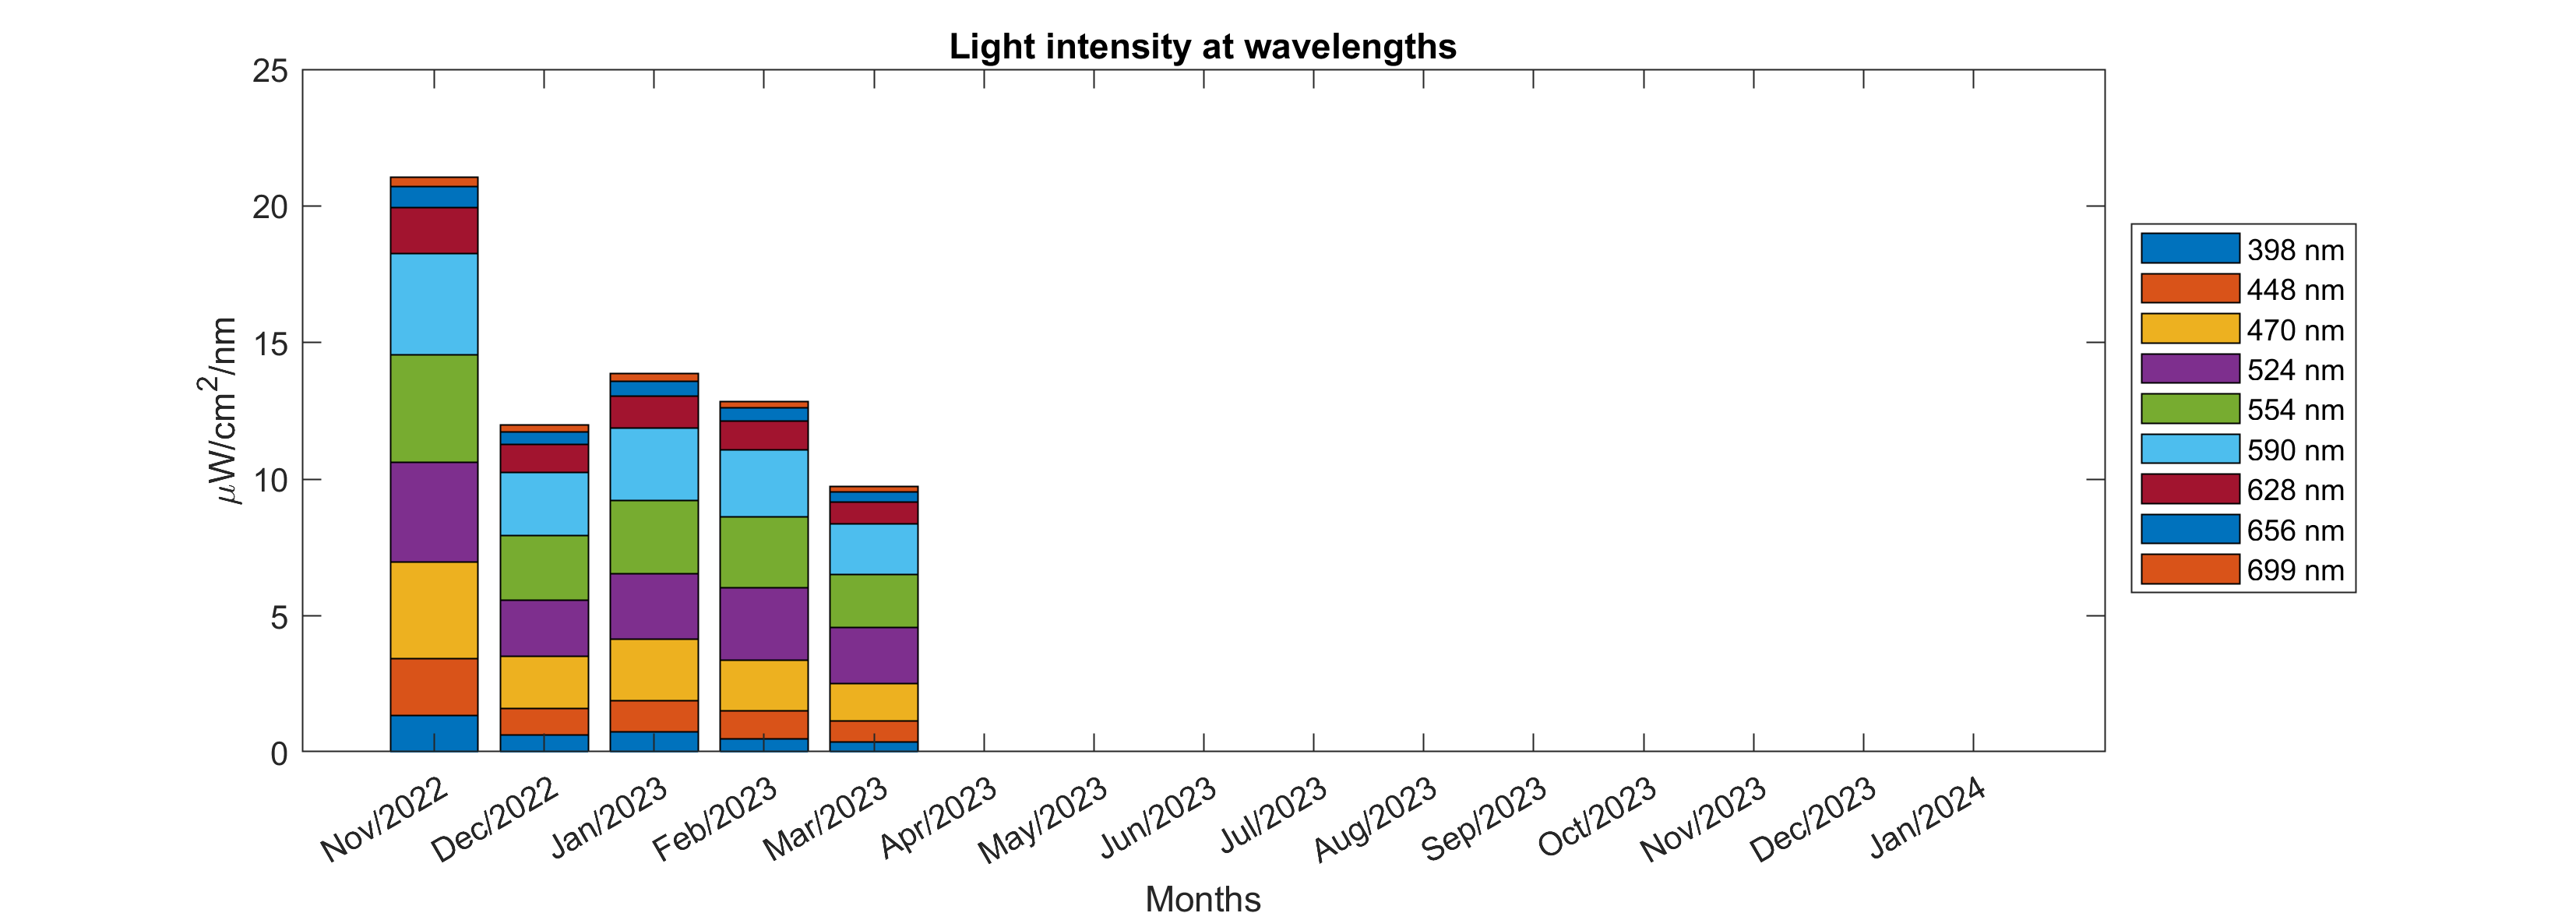 Light intensity at wavelengths
25
20
15
10
5
0
μW/cm²/nm
Nov/2022
Dec/2022
Jan/2023
Feb/2023
Mar/2023
Apr/2023
May/2023
Jun/2023
Jul/2023
Aug/2023
Sep/2023
Oct/2023
Nov/2023
Dec/2023
Jan/2024
Months
398 nm
448 nm
470 nm
524 nm
554 nm
590 nm
628 nm
656 nm
699 nm